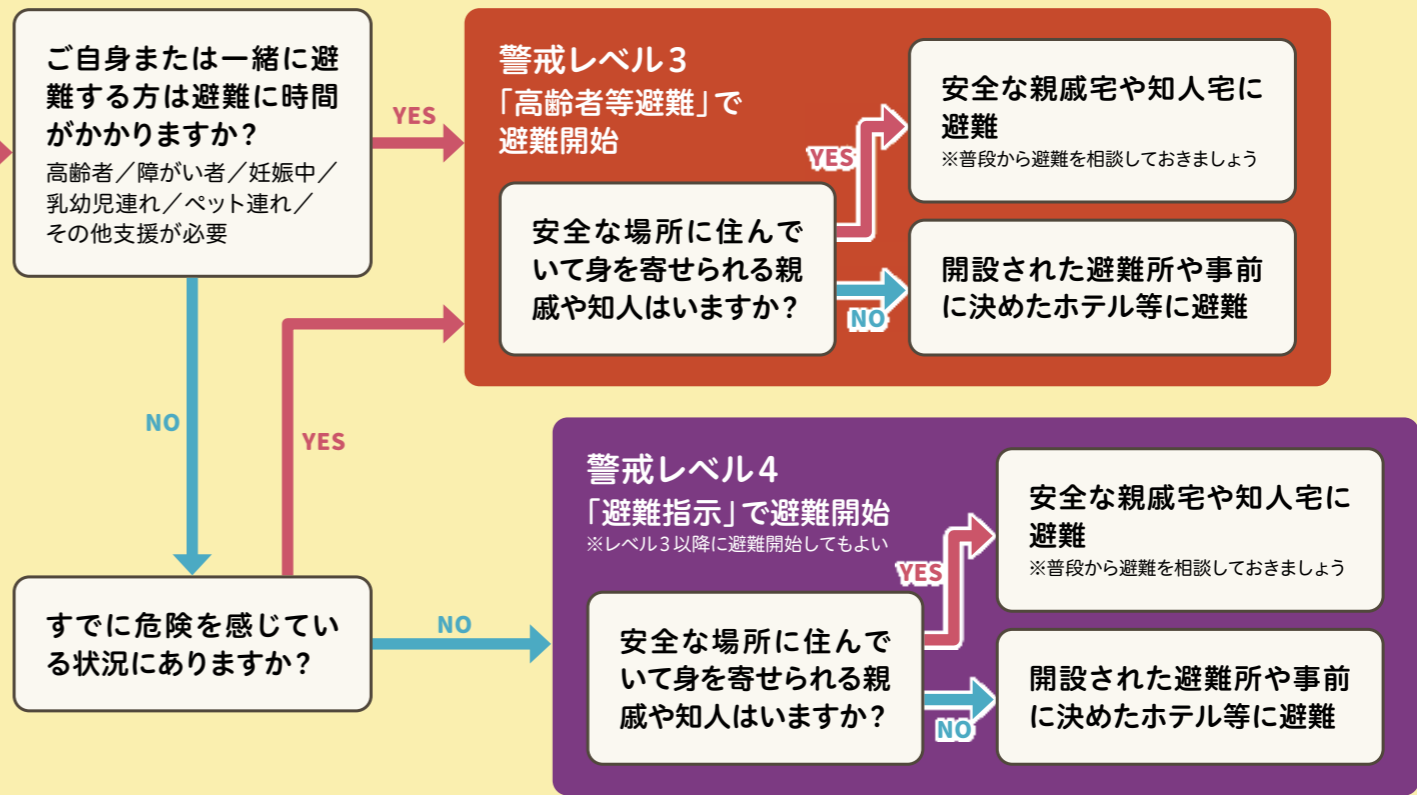 ご自身または一緒に避
難する方は避難に時間
がかかりますか?
高齢者/障がい者/妊娠中/
乳幼児連れ/ペット連れ/
その他支援が必要
YES
NO
すでに危険を感じてい
る状況にありますか?
YES
NO
警戒レベル3
「高齢者等避難」で
避難開始
安全な場所に住んで
いて身を寄せられる親
戚や知人はいますか?
YES
安全な親戚宅や知人宅に
避難
※普段から避難を相談しておきましょう
NO
開設された避難所や事前
に決めたホテル等に避難
警戒レベル4
「避難指示」で避難開始
※レベル3以降に避難開始してもよい
安全な場所に住んで
いて身を寄せられる親
戚や知人はいますか?
YES
安全な親戚宅や知人宅に
避難
※普段から避難を相談しておきましょう
NO
開設された避難所や事前
に決めたホテル等に避難